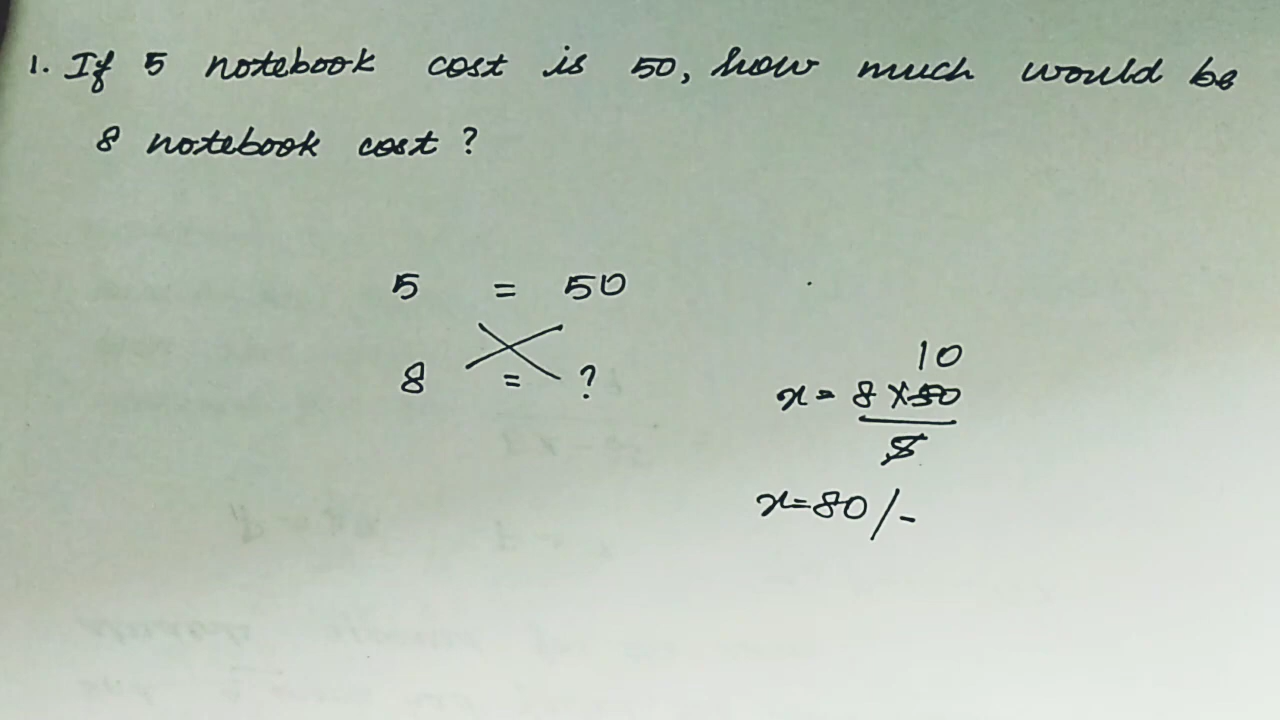 1. If 5 notebook cost is 50, how much would be
8 notebook cost ?
5 = 50
8 = ?
10
x = 8 x 50
5
x = 80/-